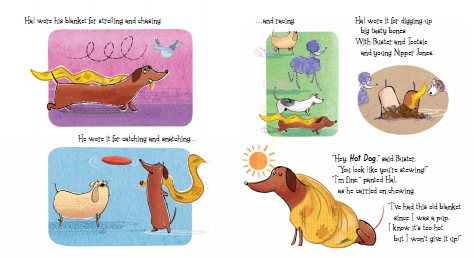 Hal wore his blanket for strolling and chasing.
He wore it for catching and snatching...
...and racing.
Hal wore it for digging up
big tasty bones
With Buster and Tootsie
and young Nipper Jones.
"Hey, Hot Dog," said Buster.
"You look like you're stewing!"
"I'm fine," panted Hal,
as he carried on chewing.
"I've had this old blanket
since I was a pup.
I know it's too hot
but I won't give it up!"